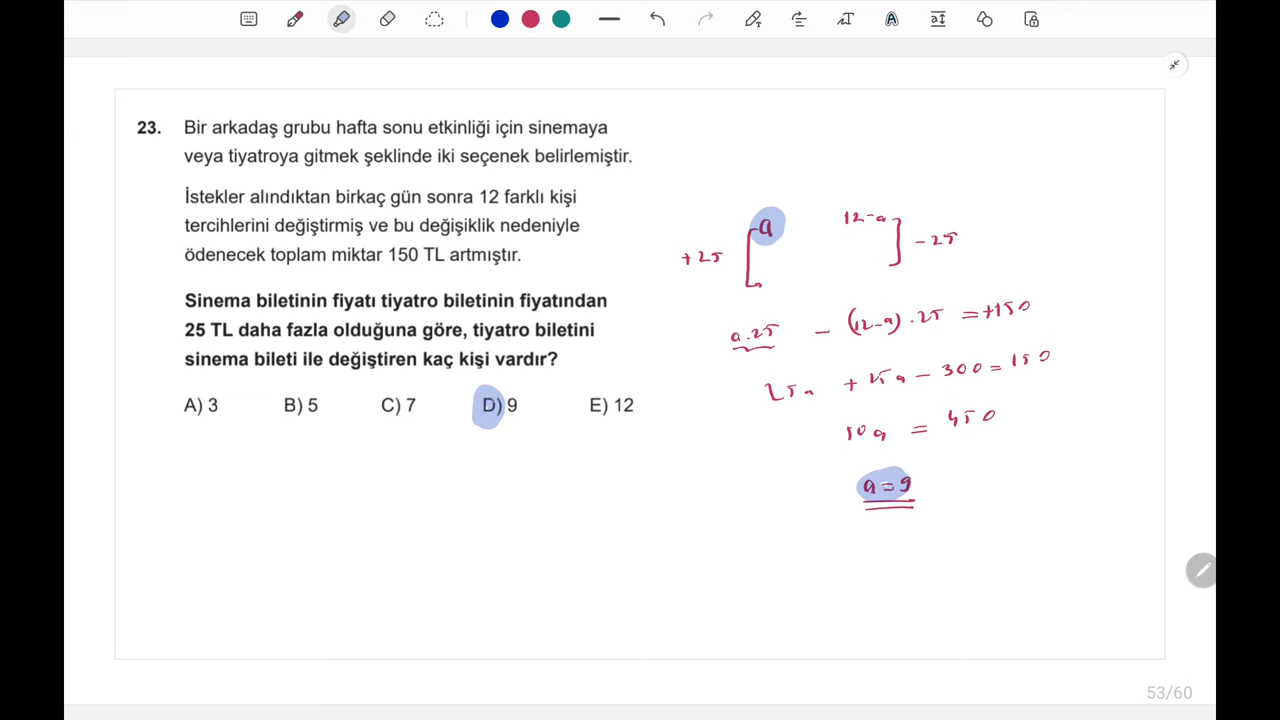 23. Bir arkadaş grubu hafta sonu etkinliği için sinemaya
veya tiyatroya gitmek şeklinde iki seçenek belirlemiştir.
İstekler alındıktan birkaç gün sonra 12 farklı kişi
tercihlerini değiştirmiş ve bu değişiklik nedeniyle
ödenecek toplam miktar 150 TL artmıştır.
Sinema biletinin fiyatı tiyatro biletinin fiyatından
25 TL daha fazla olduğuna göre, tiyatro biletini
sinema bileti ile değiştiren kaç kişi vardır?
A) 3 B) 5 C) 7 D) 9 E) 12
a 12-a
+25 -25
a.25 - (12-a).25 = +150
25a + 25a - 300 = 150
50a = 450
a = 9
53/60